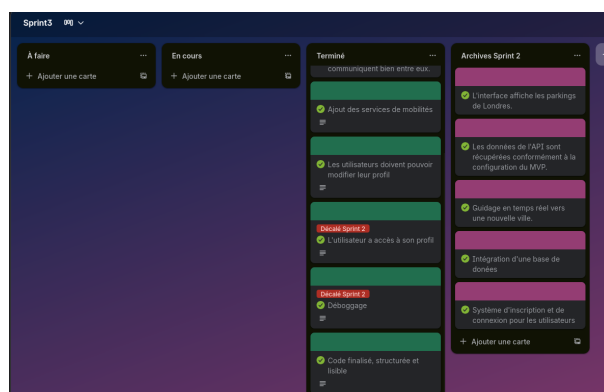 Sprint3
À faire
+ Ajouter une carte
En cours
+ Ajouter une carte
Terminé
communiquent bien entre eux.
Ajout des services de mobilités
Les utilisateurs doivent pouvoir
modifier leur profil
Décalé Sprint 2
L'utilisateur a accès à son profil
Décalé Sprint 2
Déboggage
Code finalisé, structurée et
lisible
Archives Sprint 2
L'interface affiche les parkings
de Londres.
Les données de l'API sont
récupérées conformément à la
configuration du MVP.
Guidage en temps réel vers
une nouvelle ville.
Intégration d'une base de
donées
Système d'inscription et de
connexion pour les utilisateurs
+ Ajouter une carte